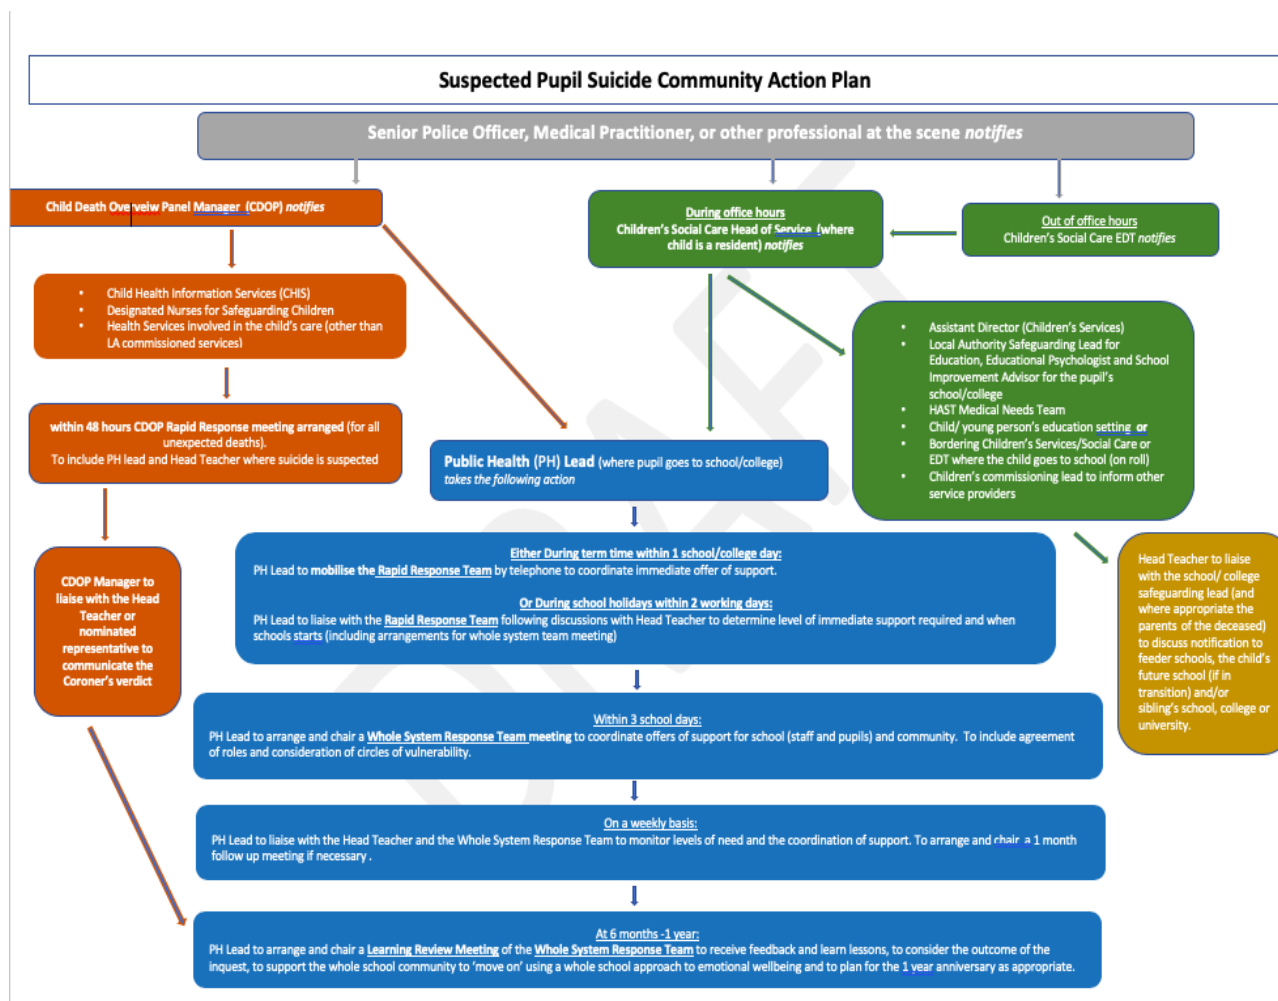 Suspected Pupil Suicide Community Action Plan
Senior Police Officer, Medical Practitioner, or other professional at the scene notifies
Child Death Overveiw Panel Manager (CDOP) notifies
During office hours
Children's Social Care Head of Service (where
child is a resident) notifies
Out of office hours
Children's Social Care EDT notifies
• Child Health Information Services (CHIS)
• Designated Nurses for Safeguarding Children
• Health Services involved in the child's care (other than
LA commissioned services)
• Assistant Director (Children's Services)
• Local Authority Safeguarding Lead for
Education, Educational Psychologist and School
Improvement Advisor for the pupil's
school/college
• HAST Medical Needs Team
• Child/ young person's education setting or
• Bordering Children's Services/Social Care or
EDT where the child goes to school (on roll)
• Children's commissioning lead to inform other
service providers
within 48 hours CDOP Rapid Response meeting arranged (for all
unexpected deaths).
To include PH lead and Head Teacher where suicide is suspected
Public Health (PH) Lead (where pupil goes to school/college)
takes the following action
CDOP Manager to
liaise with the Head
Teacher or
nominated
representative to
communicate the
Coroner's verdict
Either During term time within 1 school/college day:
PH Lead to mobilise the Rapid Response Team by telephone to coordinate immediate offer of support.
Or During school holidays within 2 working days:
PH Lead to liaise with the Rapid Response Team following discussions with Head Teacher to determine level of immediate support required and when
schools starts (including arrangements for whole system team meeting)
Head Teacher to liaise
with the school/ college
safeguarding lead (and
where appropriate the
parents of the deceased)
to discuss notification to
feeder schools, the child's
future school (if in
transition) and/or
sibling's school, college or
university.
Within 3 school days:
PH Lead to arrange and chair a Whole System Response Team meeting to coordinate offers of support for school (staff and pupils) and community. To include agreement
of roles and consideration of circles of vulnerability.
On a weekly basis:
PH Lead to liaise with the Head Teacher and the Whole System Response Team to monitor levels of need and the coordination of support. To arrange and chair a 1 month
follow up meeting if necessary .
At 6 months -1 year:
PH Lead to arrange and chair a Learning Review Meeting of the Whole System Response Team to receive feedback and learn lessons, to consider the outcome of the
inquest, to support the whole school community to 'move on' using a whole school approach to emotional wellbeing and to plan for the 1 year anniversary as appropriate.
DRAFT